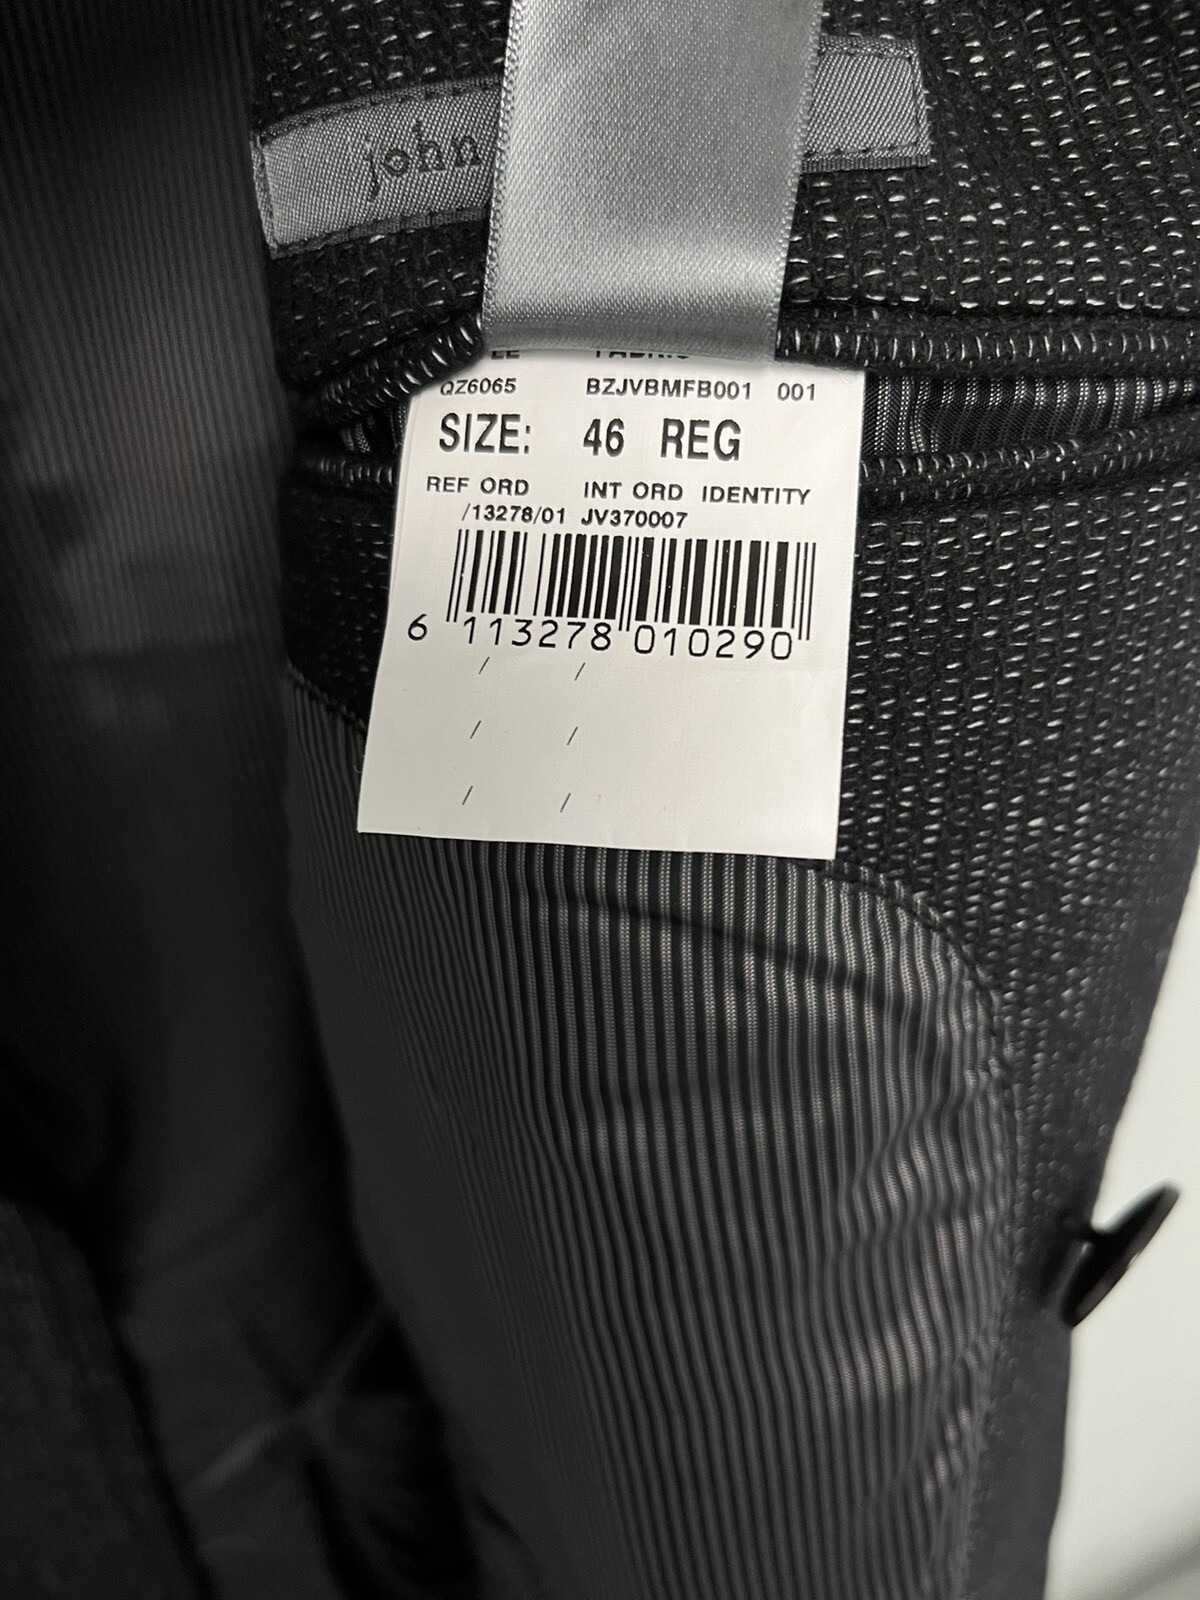 john
QZ6065 BZJVBMFB001 001
SIZE: 46 REG
REF ORD INT ORD IDENTITY
/13278/01 JV370007
6 113278 010290
/ /
/ /
/ /